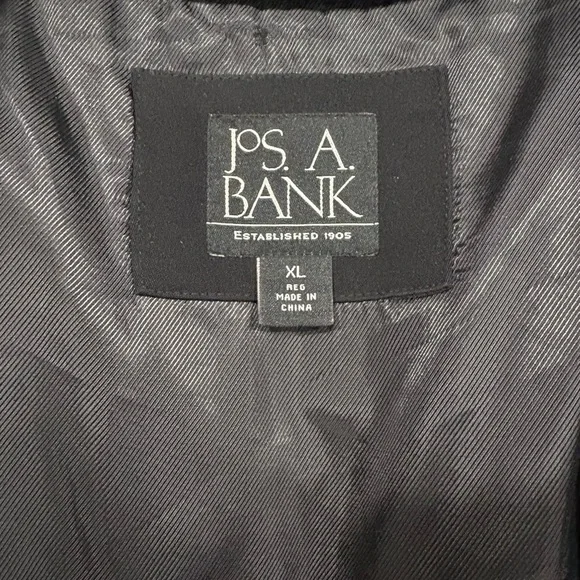 JoS. A.
BANK
ESTABLISHED 1905
XL
REG
MADE IN
CHINA